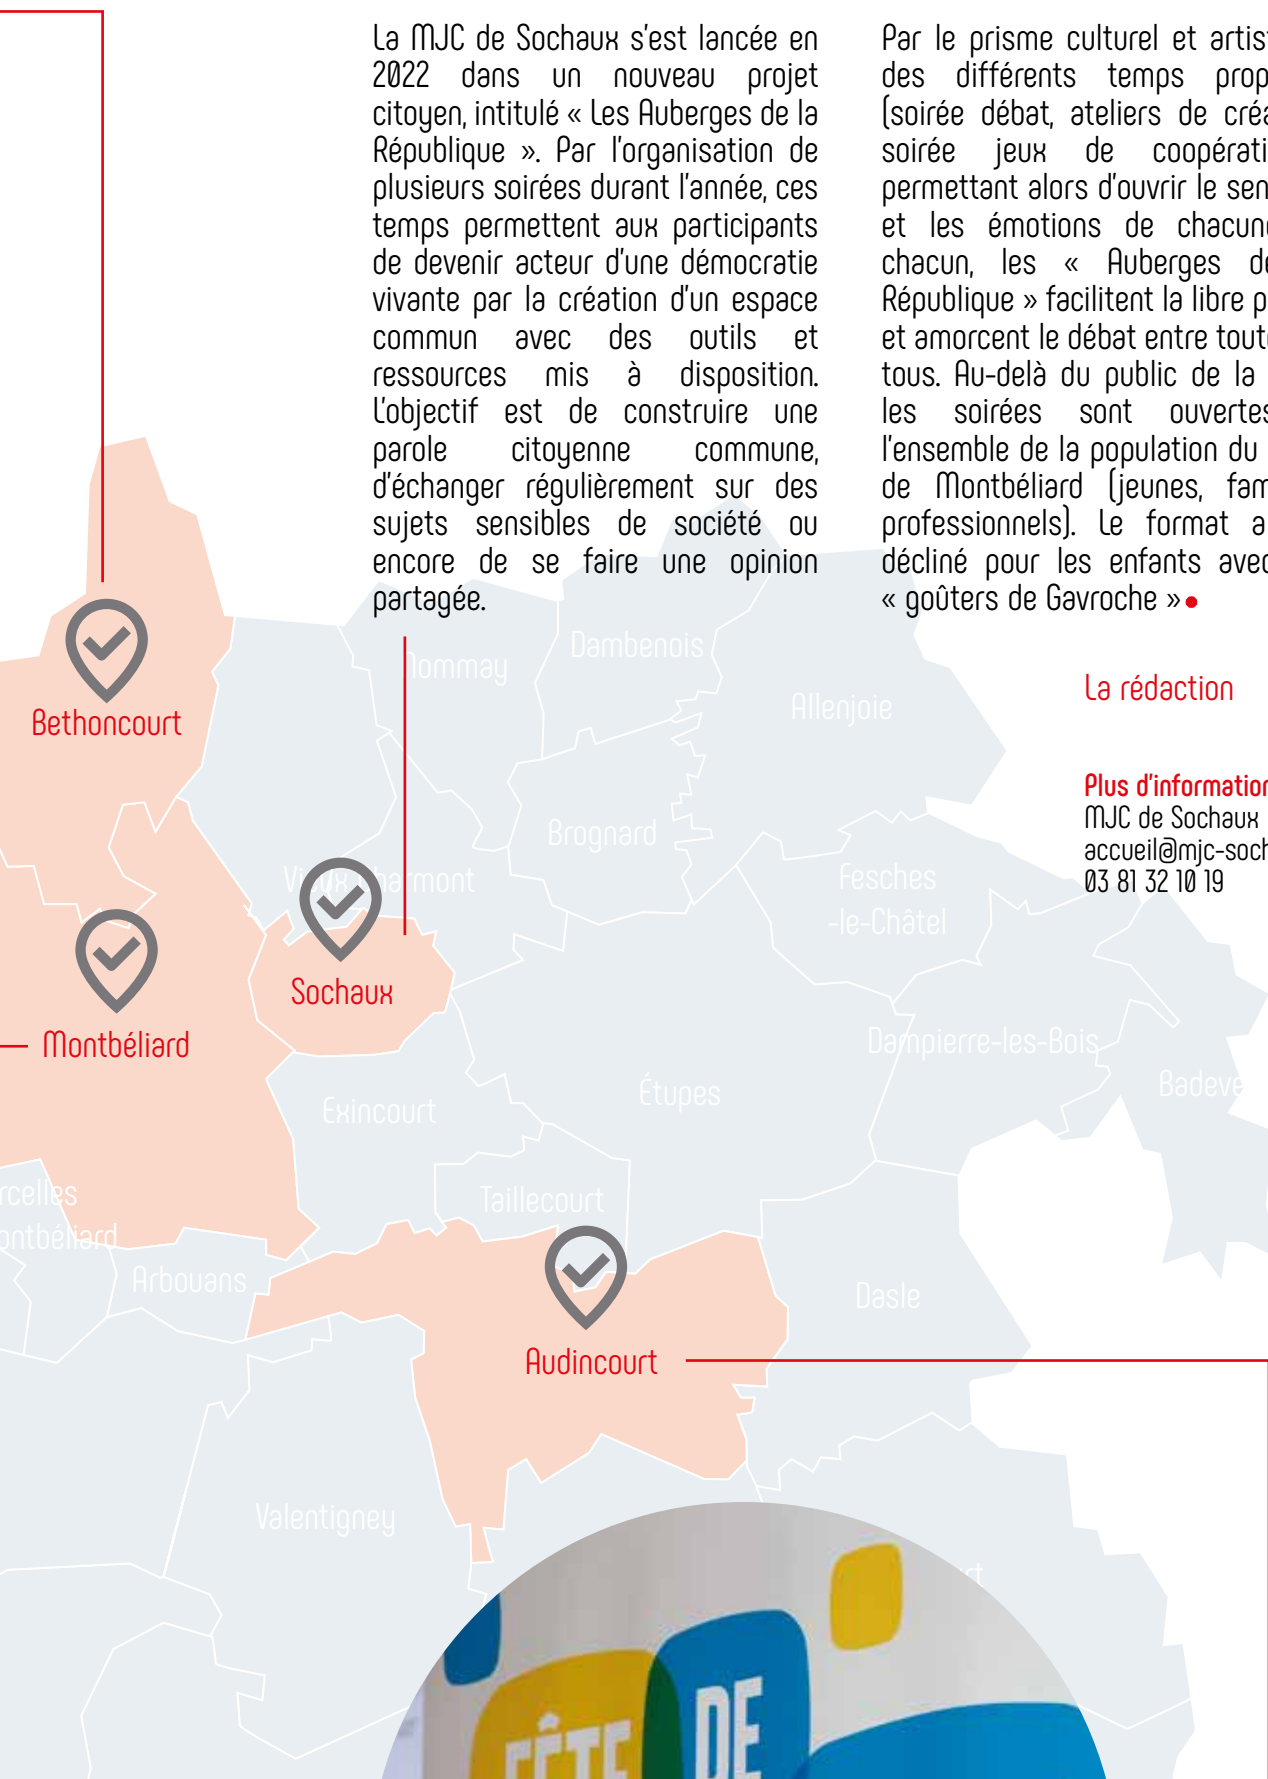 La MJC de Sochaux s'est lancée en
2022 dans un nouveau projet
citoyen, intitulé « Les Auberges de la
République ». Par l'organisation de
plusieurs soirées durant l'année, ces
temps permettent aux participants
de devenir acteur d'une démocratie
vivante par la création d'un espace
commun avec des outils et
ressources mis à disposition.
L'objectif est de construire une
parole citoyenne commune,
d'échanger régulièrement sur des
sujets sensibles de société ou
encore de se faire une opinion
partagée.
Par le prisme culturel et
des différents temps
(soirée débat, ateliers de
soirée jeux de
permettant alors d'ouvrir le
et les émotions de
chacun, les « Auberges
République » facilitent la libre
et amorcent le débat entre
tous. Au-delà du public de la
les soirées sont
l'ensemble de la population du
de Montbéliard (jeunes,
professionnels). Le format
décliné pour les enfants avec
« goûters de Gavroche »
La rédaction
Plus d'information
MJC de Sochaux
accueil@mjc-soch
03 81 32 10 19
Dambenois
Nommay
Allenjoie
Bethoncourt
Brognard
Vieux-Charmont
Fesches
-le-Châtel
Sochaux
Montbéliard
Dampierre-les-Bois
Étupes
Badeve
Exincourt
Taillecourt
rcelles
ontbéliard
Arbouans
Dasle
Audincourt
Valentigney
FÊTE
DE